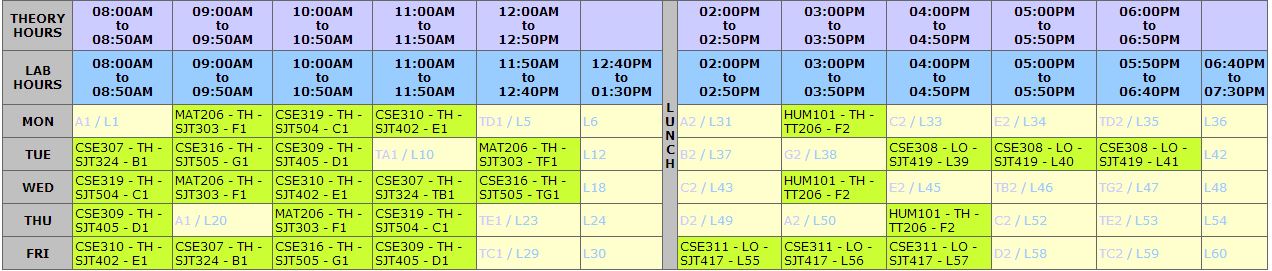 THEORY HOURS 08:00AM to 08:50AM 09:00AM to 09:50AM 10:00AM to 10:50AM 11:00AM to 11:50AM 12:00AM to 12:50PM LUNCH 02:00PM to 02:50PM 03:00PM to 03:50PM 04:00PM to 04:50PM 05:00PM to 05:50PM 06:00PM to 06:50PM
LAB HOURS 08:00AM to 08:50AM 09:00AM to 09:50AM 10:00AM to 10:50AM 11:00AM to 11:50AM 11:50AM to 12:40PM 12:40PM to 01:30PM 02:00PM to 02:50PM 03:00PM to 03:50PM 04:00PM to 04:50PM 05:00PM to 05:50PM 05:50PM to 06:40PM 06:40PM to 07:30PM
MON A1 / L1 MAT206 - TH - SJT303 - F1 CSE319 - TH - SJT504 - C1 CSE310 - TH - SJT402 - E1 TD1 / L5 L6 A2 / L31 HUM101 - TH - TT206 - F2 C2 / L33 E2 / L34 TD2 / L35 L36
TUE CSE307 - TH - SJT324 - B1 CSE316 - TH - SJT505 - G1 CSE309 - TH - SJT405 - D1 TA1 / L10 MAT206 - TH - SJT303 - TF1 L12 B2 / L37 G2 / L38 CSE308 - LO - SJT419 - L39 CSE308 - LO - SJT419 - L40 CSE308 - LO - SJT419 - L41 L42
WED CSE319 - TH - SJT504 - C1 MAT206 - TH - SJT303 - F1 CSE310 - TH - SJT402 - E1 CSE307 - TH - SJT324 - TB1 CSE316 - TH - SJT505 - TG1 L18 C2 / L43 HUM101 - TH - TT206 - F2 E2 / L45 TB2 / L46 TG2 / L47 L48
THU CSE309 - TH - SJT405 - D1 A1 / L20 MAT206 - TH - SJT303 - F1 CSE319 - TH - SJT504 - C1 TE1 / L23 L24 D2 / L49 A2 / L50 HUM101 - TH - TT206 - F2 C2 / L52 TE2 / L53 L54
FRI CSE310 - TH - SJT402 - E1 CSE307 - TH - SJT324 - B1 CSE316 - TH - SJT505 - G1 CSE309 - TH - SJT405 - D1 TC1 / L29 L30 CSE311 - LO - SJT417 - L55 CSE311 - LO - SJT417 - L56 CSE311 - LO - SJT417 - L57 D2 / L58 TC2 / L59 L60